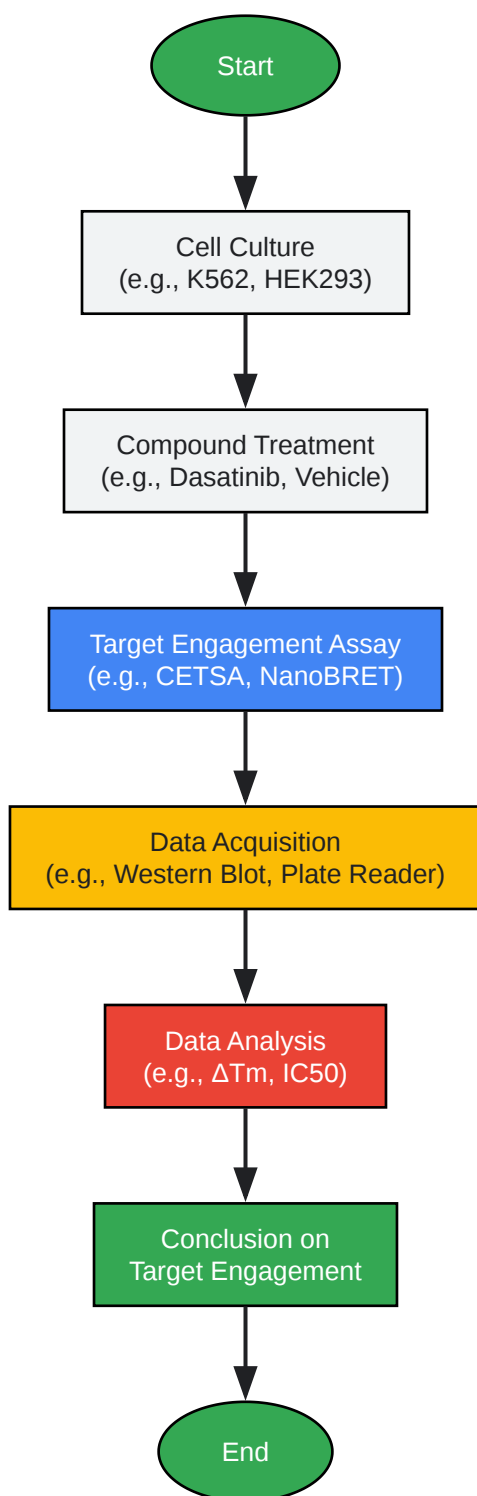 Start
Cell Culture
(e.g., K562, HEK293)
Compound Treatment
(e.g., Dasatinib, Vehicle)
Target Engagement Assay
(e.g., CETSA, NanoBRET)
Data Acquisition
(e.g., Western Blot, Plate Reader)
Data Analysis
(e.g., ΔTm, IC50)
Conclusion on
Target Engagement
End